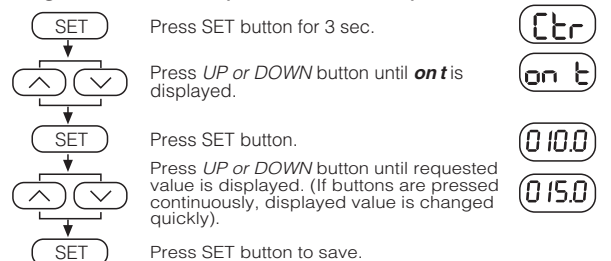 SET Press SET button for 3 sec. Ctr
Press UP or DOWN button until on t is
displayed.
on t
SET Press SET button. 010.0
Press UP or DOWN button until requested
value is displayed. (If buttons are pressed
continuously, displayed value is changed
quickly).
015.0
SET Press SET button to save.